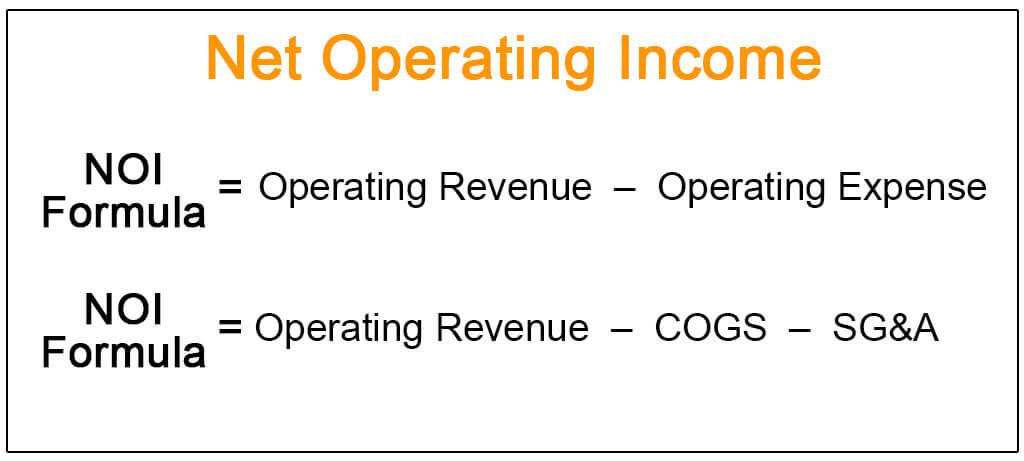 Net Operating Income
NOI
Formula = Operating Revenue – Operating Expense
NOI
Formula = Operating Revenue – COGS – SG&A